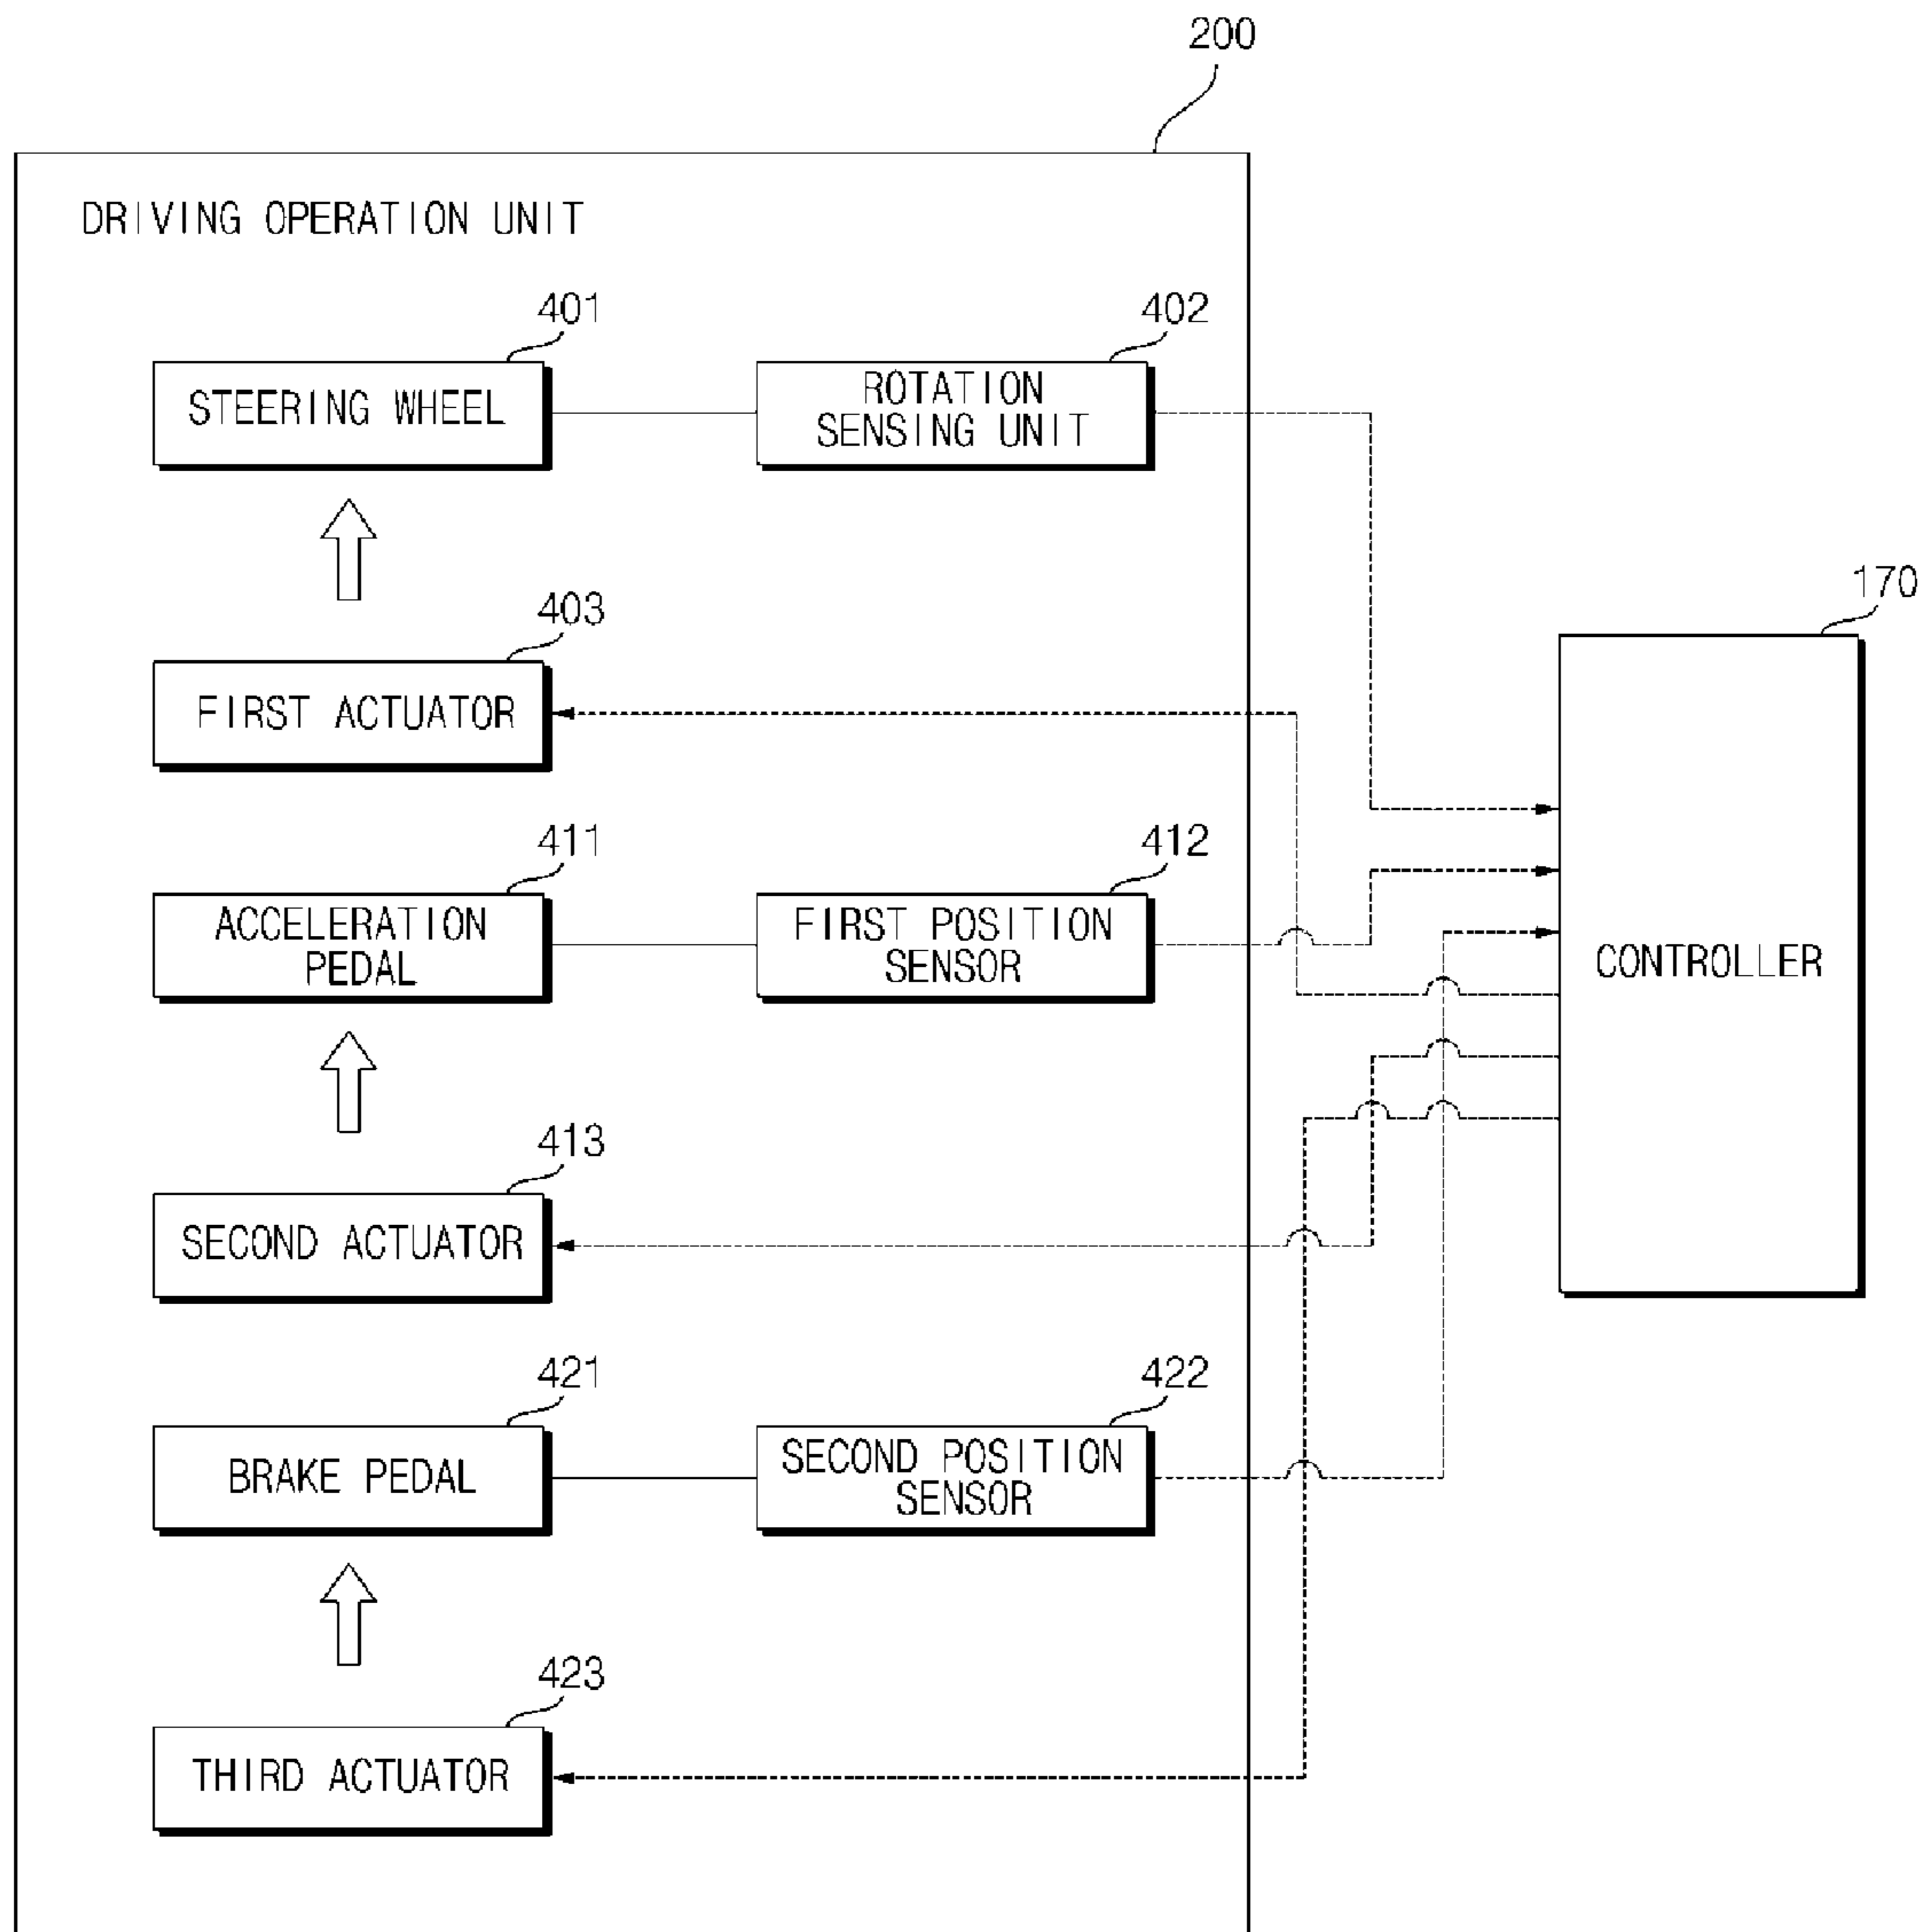 200
DRIVING OPERATION UNIT
401
402
STEERING WHEEL
ROTATION
SENSING UNIT
403
170
FIRST ACTUATOR
411
412
ACCELERATION
PEDAL
FIRST POSITION
SENSOR
CONTROLLER
413
SECOND ACTUATOR
421
422
BRAKE PEDAL
SECOND POSITION
SENSOR
423
THIRD ACTUATOR